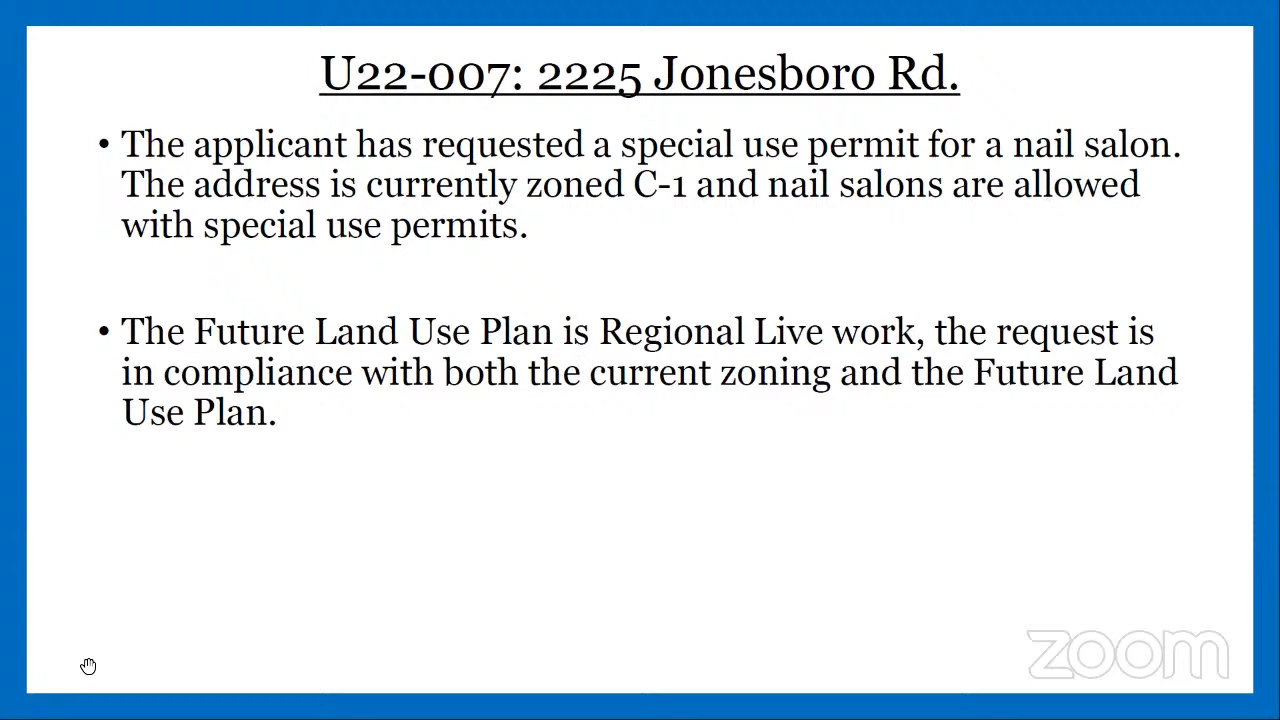 U22-007: 2225 Jonesboro Rd.
• The applicant has requested a special use permit for a nail salon.
The address is currently zoned C-1 and nail salons are allowed
with special use permits.
• The Future Land Use Plan is Regional Live work, the request is
in compliance with both the current zoning and the Future Land
Use Plan.
zoom